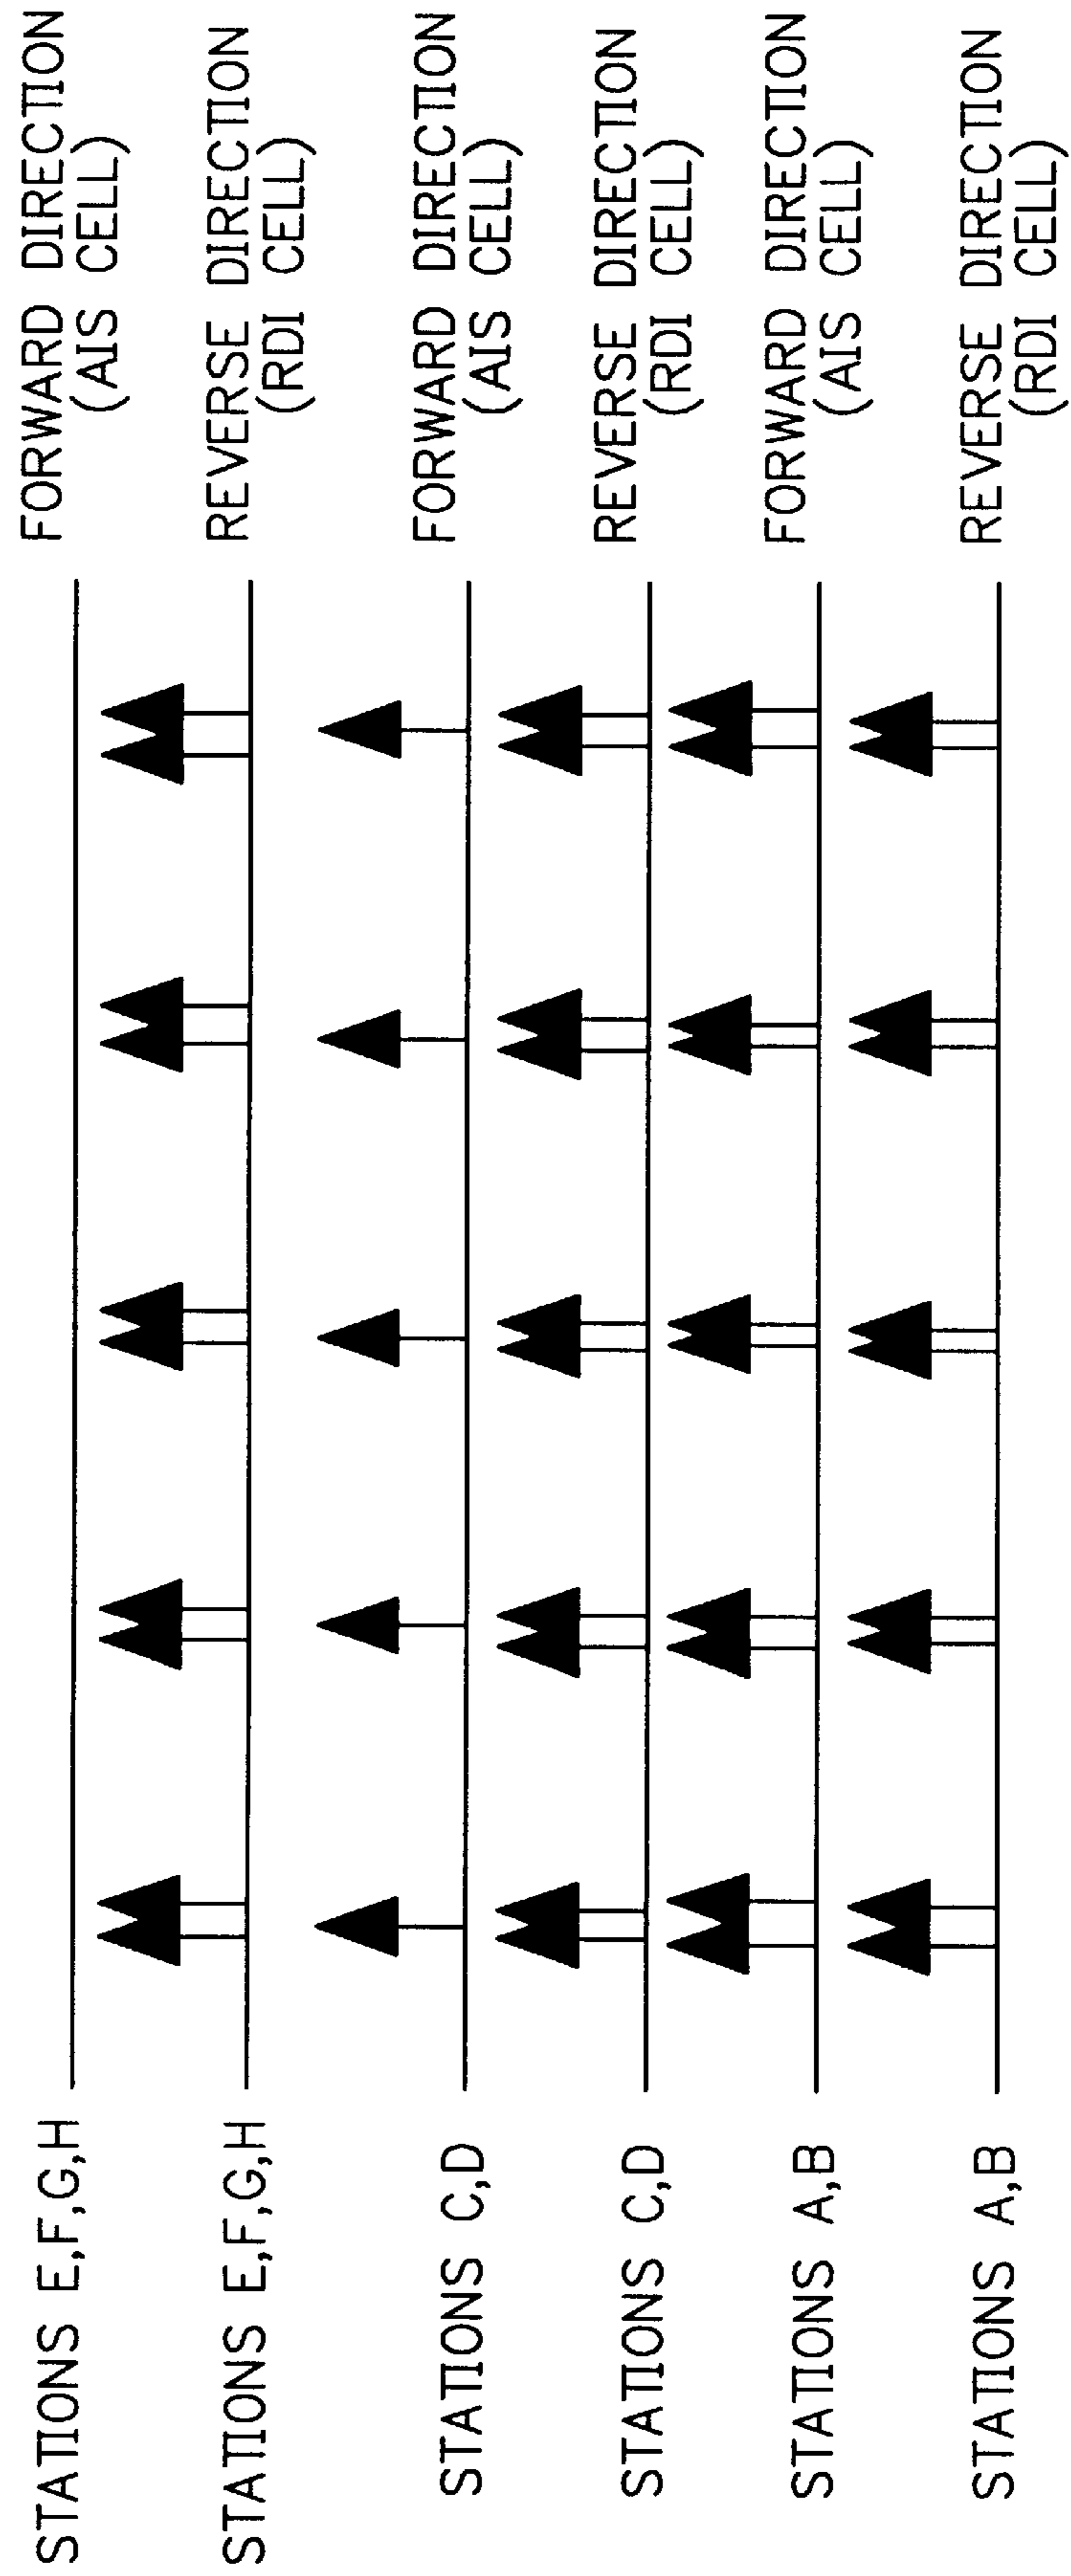 STATIONS E,F,G,H
FORWARD DIRECTION
(AIS CELL)
STATIONS E,F,G,H
REVERSE DIRECTION
(RDI CELL)
STATIONS C,D
FORWARD DIRECTION
(AIS CELL)
STATIONS C,D
REVERSE DIRECTION
(RDI CELL)
STATIONS A,B
FORWARD DIRECTION
(AIS CELL)
STATIONS A,B
REVERSE DIRECTION
(RDI CELL)